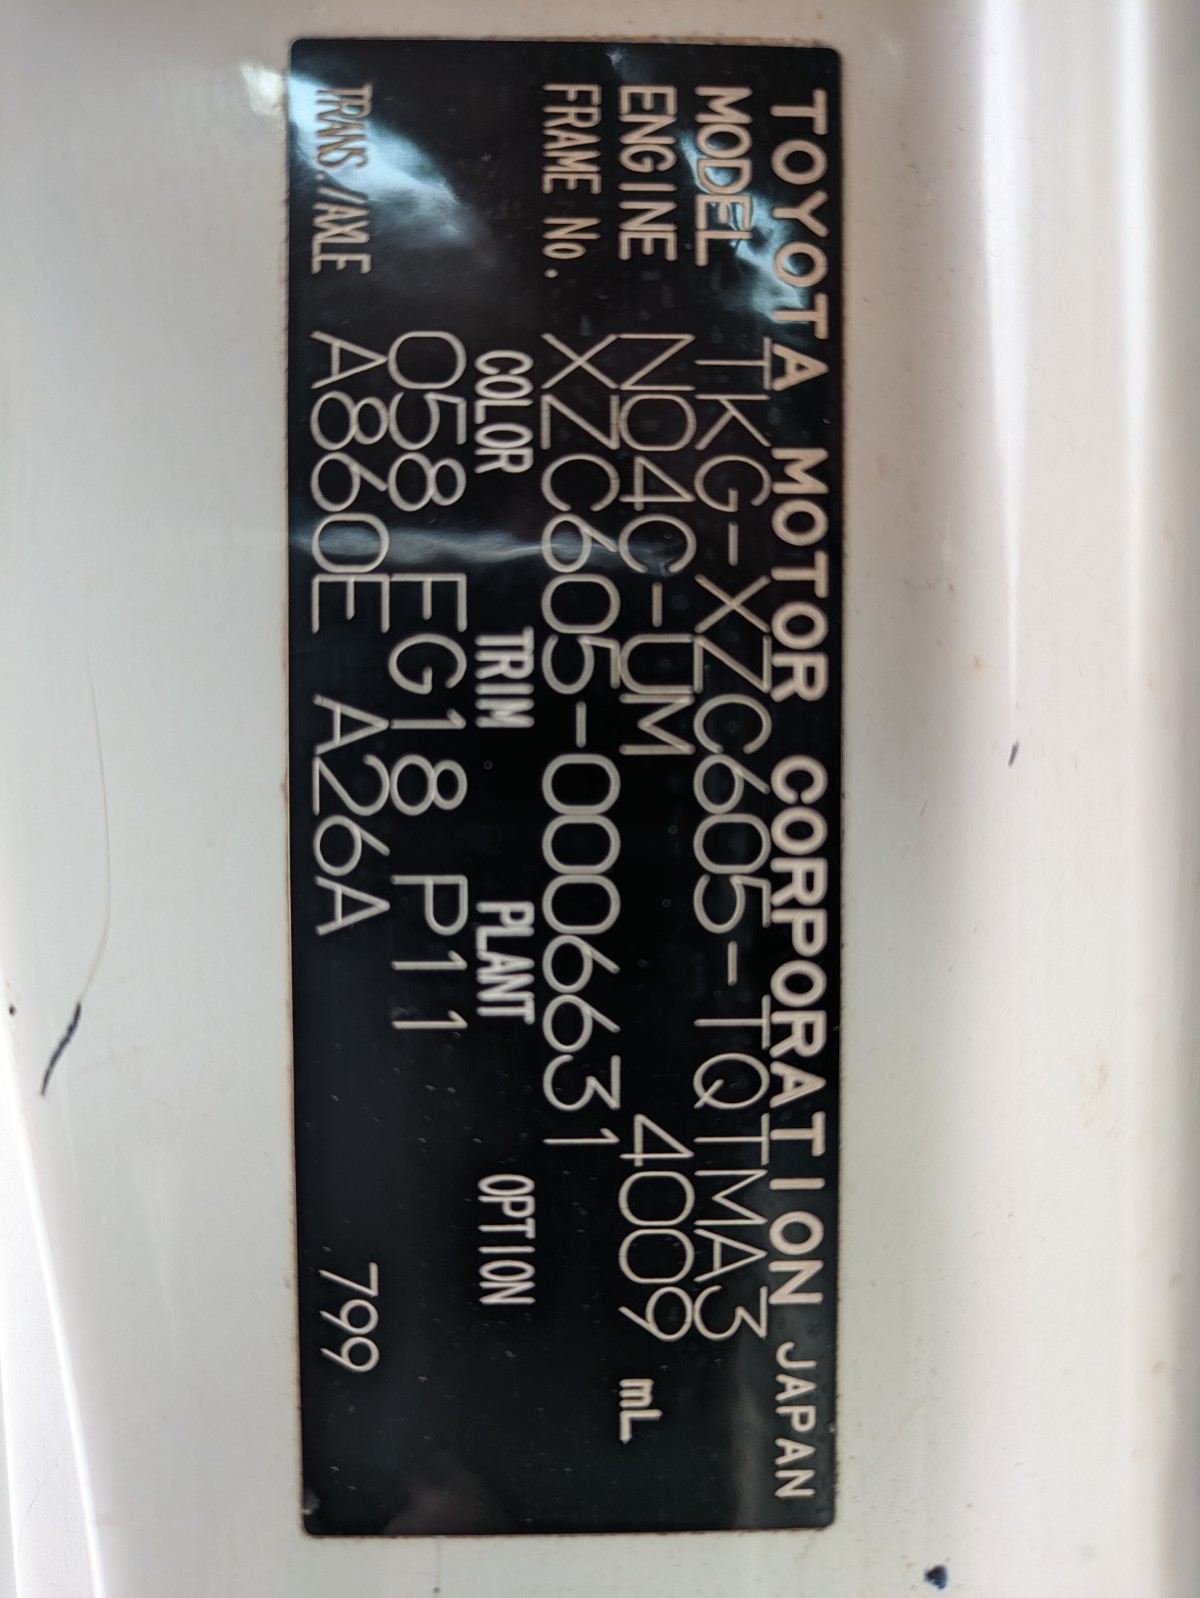 TOYOTA MOTOR CORPORATION JAPAN
MODEL TKG-XZC605-TQTMA3
ENGINE N04C-UM 4009 mL
FRAME No. XZC605-0006631
COLOR TRIM PLANT OPTION
058 FG18 P11
TRANS./AXLE A860E A26A 799